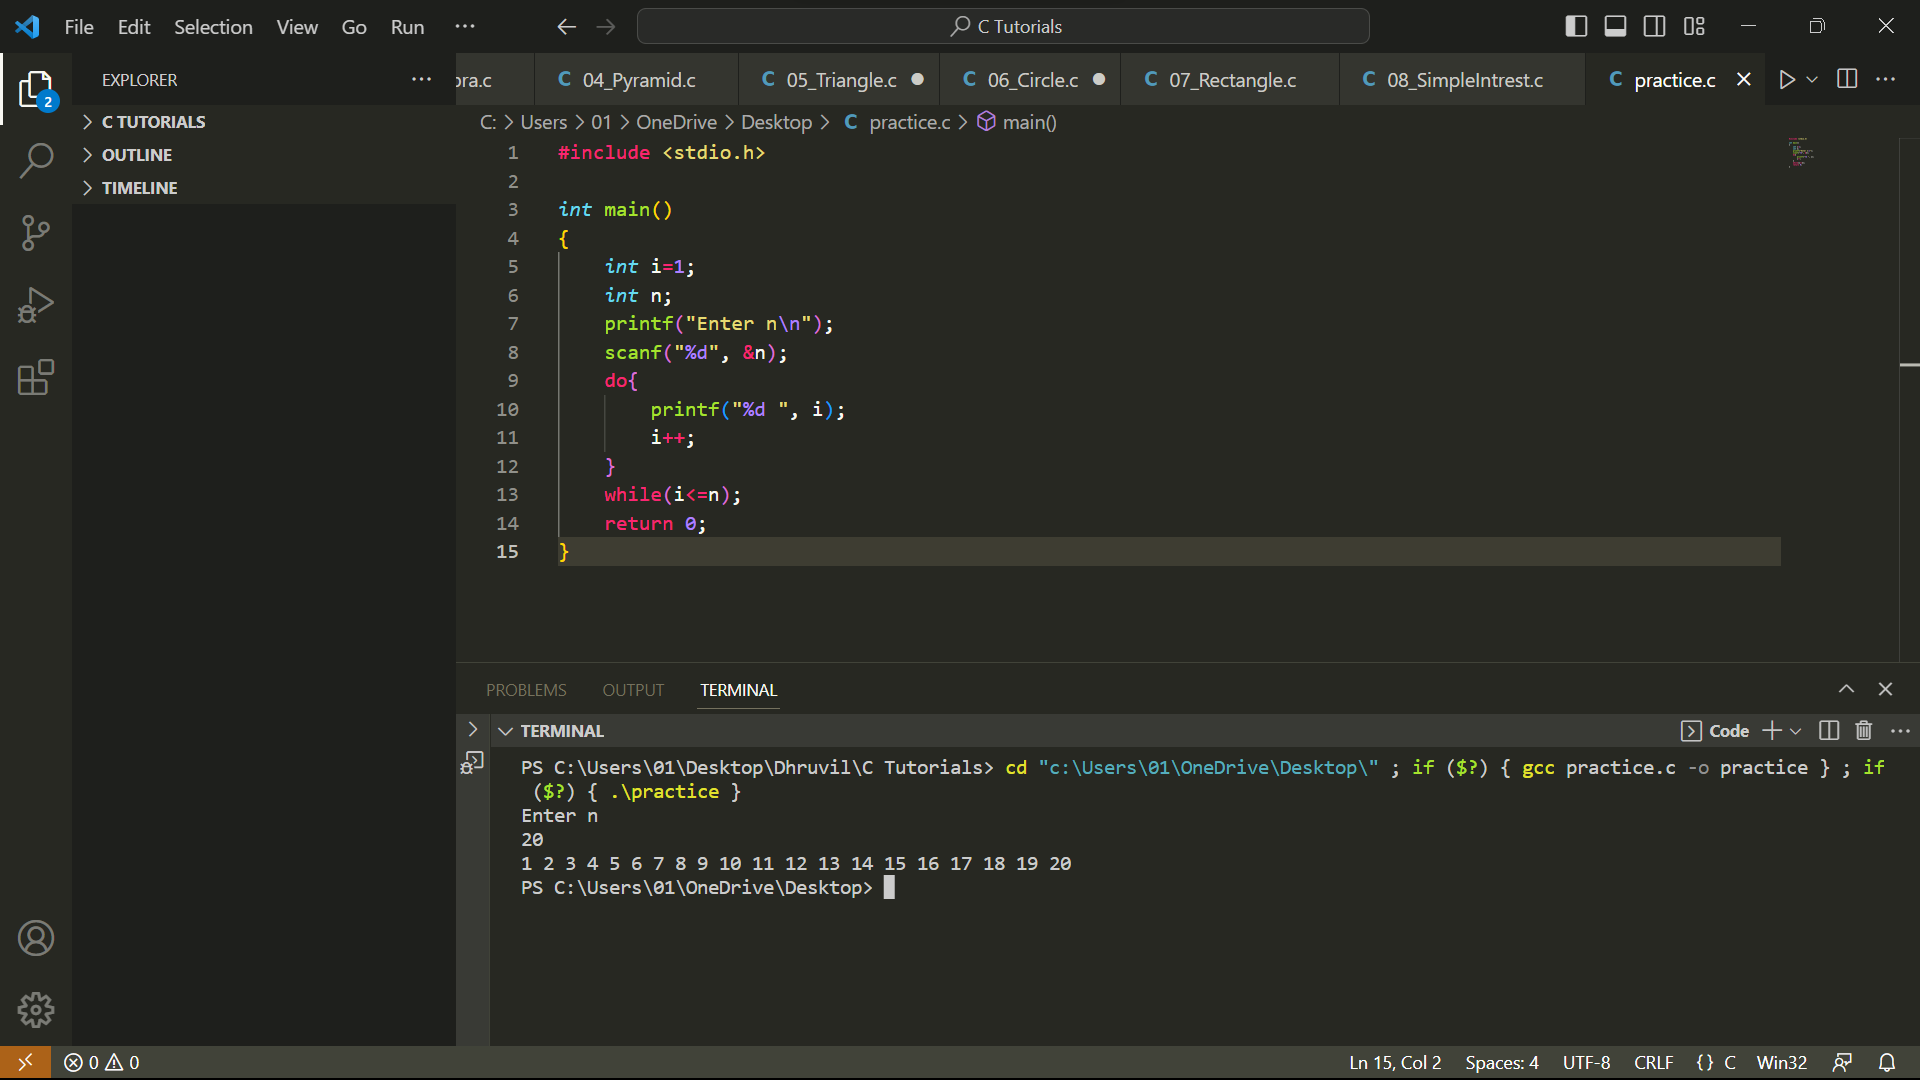 File Edit Selection View Go Run ··· C Tutorials
EXPLORER ···
ora.c C 04_Pyramid.c C 05_Triangle.c C 06_Circle.c C 07_Rectangle.c C 08_SimpleIntrest.c C practice.c
2
C TUTORIALS
OUTLINE
TIMELINE
C: > Users > 01 > OneDrive > Desktop > C practice.c > main()
1 #include <stdio.h>
2
3 int main()
4 {
5 int i=1;
6 int n;
7 printf("Enter n\n");
8 scanf("%d", &n);
9 do{
10 printf("%d ", i);
11 i++;
12 }
13 while(i<=n);
14 return 0;
15 }
PROBLEMS OUTPUT TERMINAL
TERMINAL Code
PS C:\Users\01\Desktop\Dhruvil\C Tutorials> cd "c:\Users\01\OneDrive\Desktop\" ; if ($?) { gcc practice.c -o practice } ; if
($?) { .\practice }
Enter n
20
1 2 3 4 5 6 7 8 9 10 11 12 13 14 15 16 17 18 19 20
PS C:\Users\01\OneDrive\Desktop>
0 0 Ln 15, Col 2 Spaces: 4 UTF-8 CRLF {} C Win32